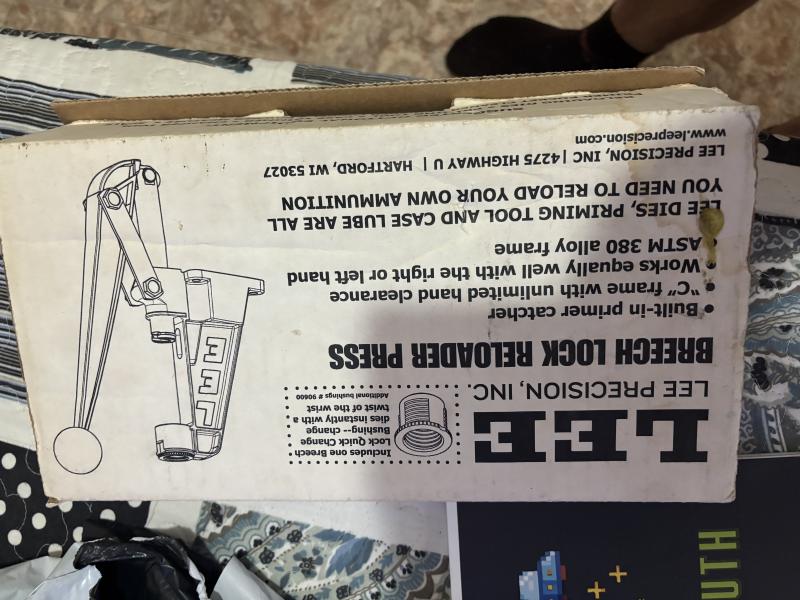 LEE
LEE PRECISION, INC.
Includes one Breech
Lock Quick Change
Bushing -- change
dies instantly with a
twist of the wrist
Additional bushings # 90600
BREECH LOCK RELOADER PRESS
• Built-in primer catcher
• "C" frame with unlimited hand clearance
• Works equally well with the right or left hand
• ASTM 380 alloy frame
LEE DIES, PRIMING TOOL AND CASE LUBE ARE ALL
YOU NEED TO RELOAD YOUR OWN AMMUNITION
LEE PRECISION, INC | 4275 HIGHWAY U | HARTFORD, WI 53027
www.leeprecision.com
LEE
UTH